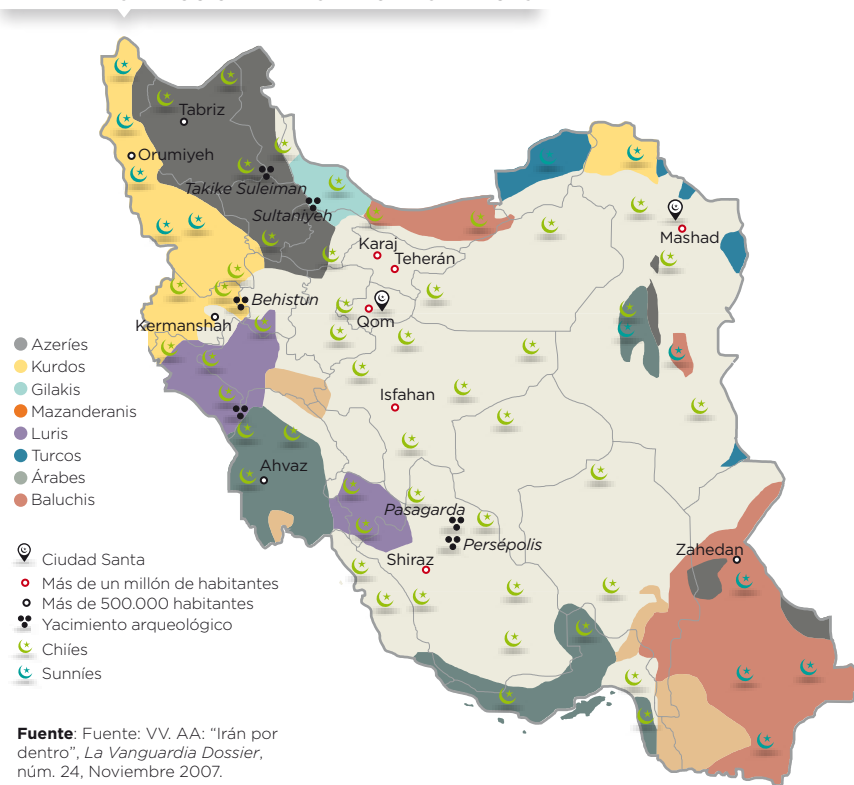 Tabriz
Orumiyeh
Takike Suleiman
Sultaniyeh
Karaj
Teherán
Mashad
Behistun
Qom
Kermanshah
Isfahan
Ahvaz
Pasagarda
Persépolis
Shiraz
Zahedan
Azeríes
Kurdos
Gilakis
Mazanderanis
Luris
Turcos
Árabes
Baluchis
Ciudad Santa
Más de un millón de habitantes
Más de 500.000 habitantes
Yacimiento arqueológico
Chiíes
Sunníes
Fuente: Fuente: VV. AA: “Irán por
dentro”, La Vanguardia Dossier,
núm. 24, Noviembre 2007.